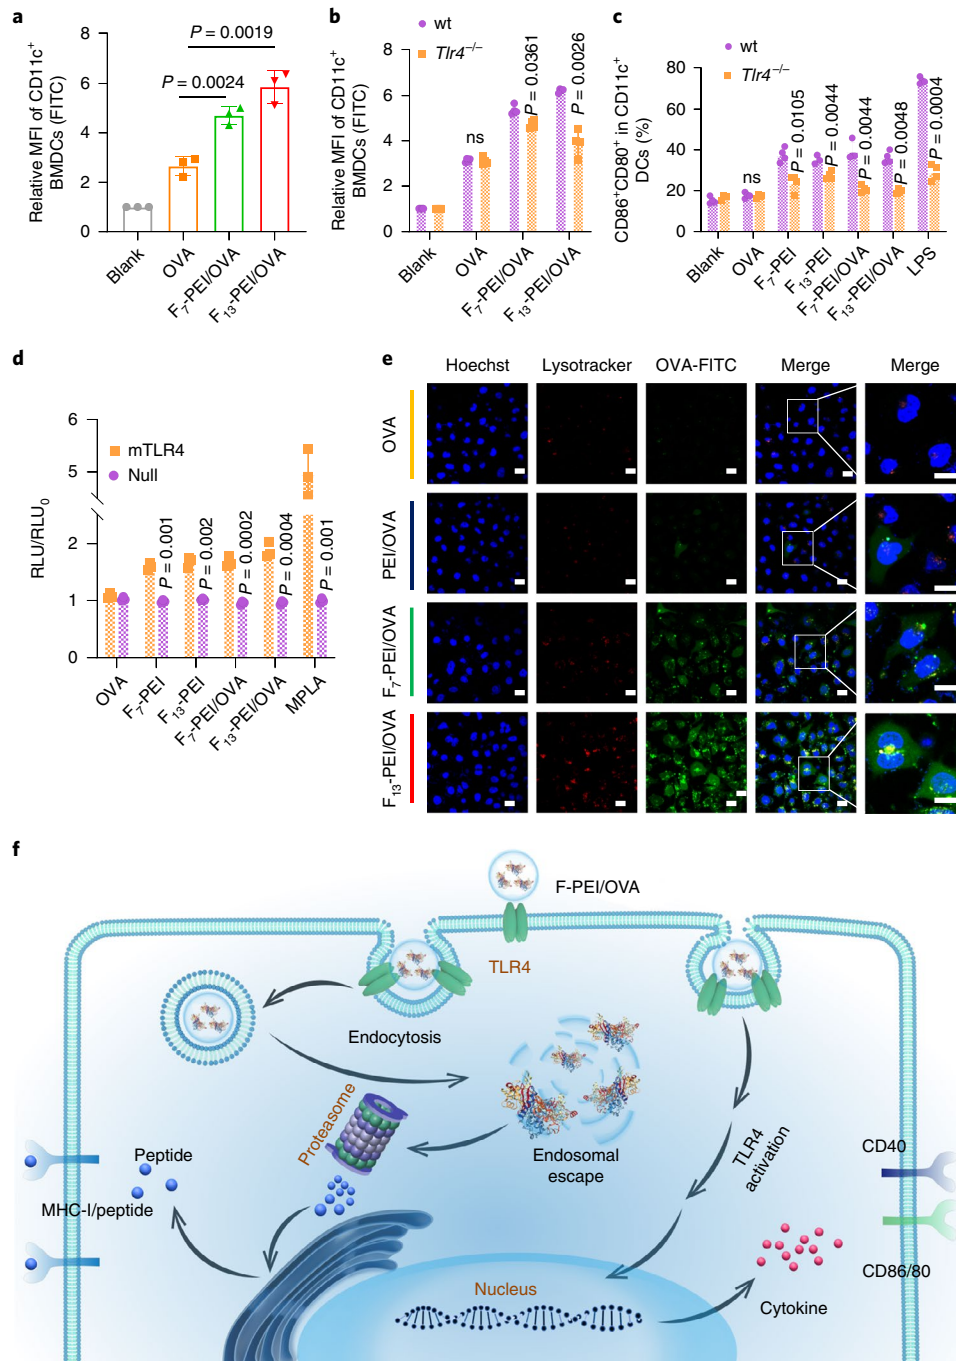 a
Relative MFI of CD11c+
BMDCs (FITC)
8
6
4
2
0
P = 0.0019
P = 0.0024
Blank
OVA
F7-PEI/OVA
F13-PEI/OVA
b
wt
Tlr4−/−
Relative MFI of CD11c+
BMDCs (FITC)
8
6
4
2
0
ns
P = 0.0361
P = 0.0026
Blank
OVA
F7-PEI/OVA
F13-PEI/OVA
c
wt
Tlr4−/−
CD86+CD80+ in CD11c+
DCs (%)
80
60
40
20
0
ns
P = 0.0105
P = 0.0044
P = 0.0044
P = 0.0048
P = 0.0004
Blank
OVA
F7-PEI
F13-PEI
F7-PEI/OVA
F13-PEI/OVA
LPS
d
mTLR4
Null
RLU/RLU0
6
5
2
1
0
P = 0.001
P = 0.002
P = 0.0002
P = 0.0004
P = 0.001
OVA
F7-PEI
F13-PEI
F7-PEI/OVA
F13-PEI/OVA
MPLA
e
Hoechst Lysotracker OVA-FITC Merge Merge
OVA
PEI/OVA
F7-PEI/OVA
F13-PEI/OVA
f
F-PEI/OVA
TLR4
Endocytosis
Proteasome
Endosomal
escape
TLR4
activation
Peptide
MHC-I/peptide
CD40
CD86/80
Nucleus
Cytokine